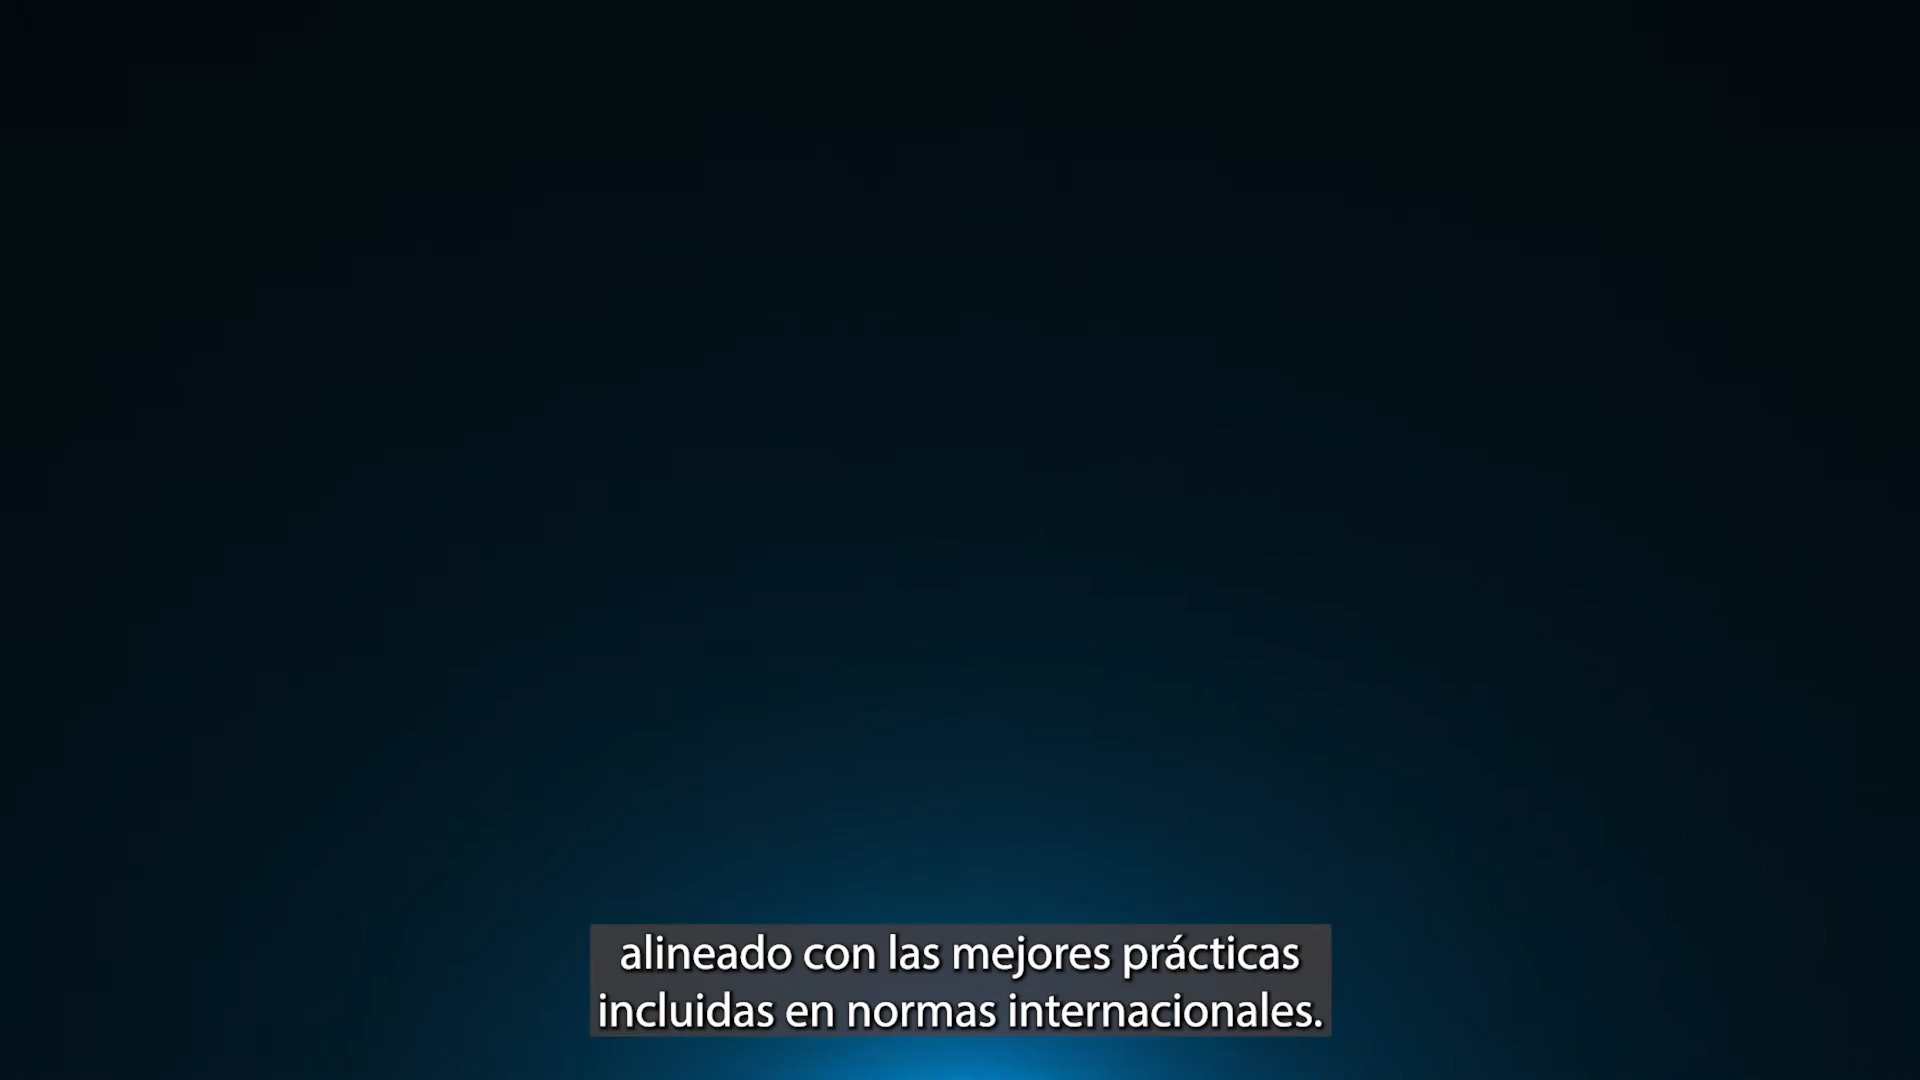 alineado con las mejores prácticas
incluidas en normas internacionales.